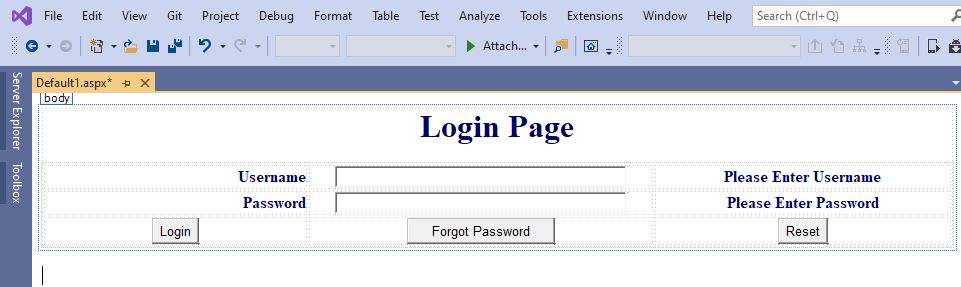 File Edit View Git Project Build Debug Format Table Test Analyze Tools Extensions Window Help Search (Ctrl+Q)
Attach...
Default1.aspx*
Server Explorer
Toolbox
body
Login Page
Username Please Enter Username
Password Please Enter Password
Login Forgot Password Reset